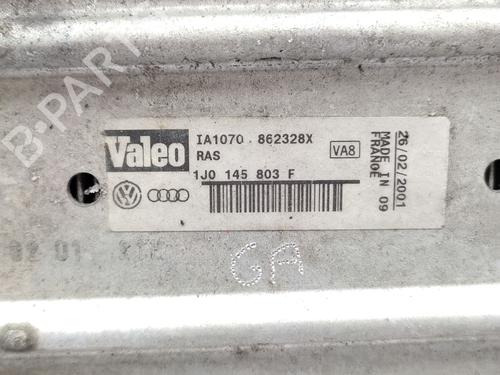 B-PARTS
Valeo
IA1070 . 862328X
RAS
VA8
1J0 145 803 F
26/02/2001
MADE IN 09
FRANCE
GA